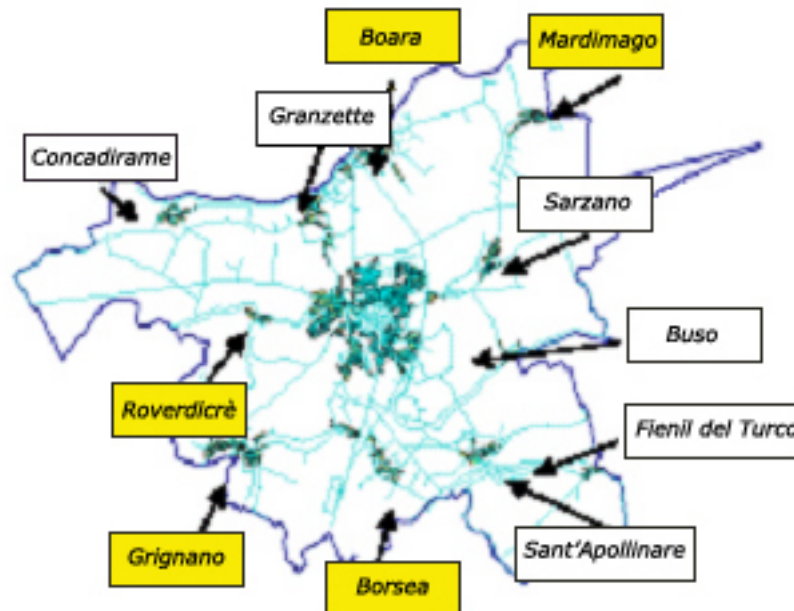 Boara
Mardimago
Granzette
Concadirame
Sarzano
Buso
Roverdicrè
Fienil del Turco
Sant'Apollinare
Grignano
Borsea